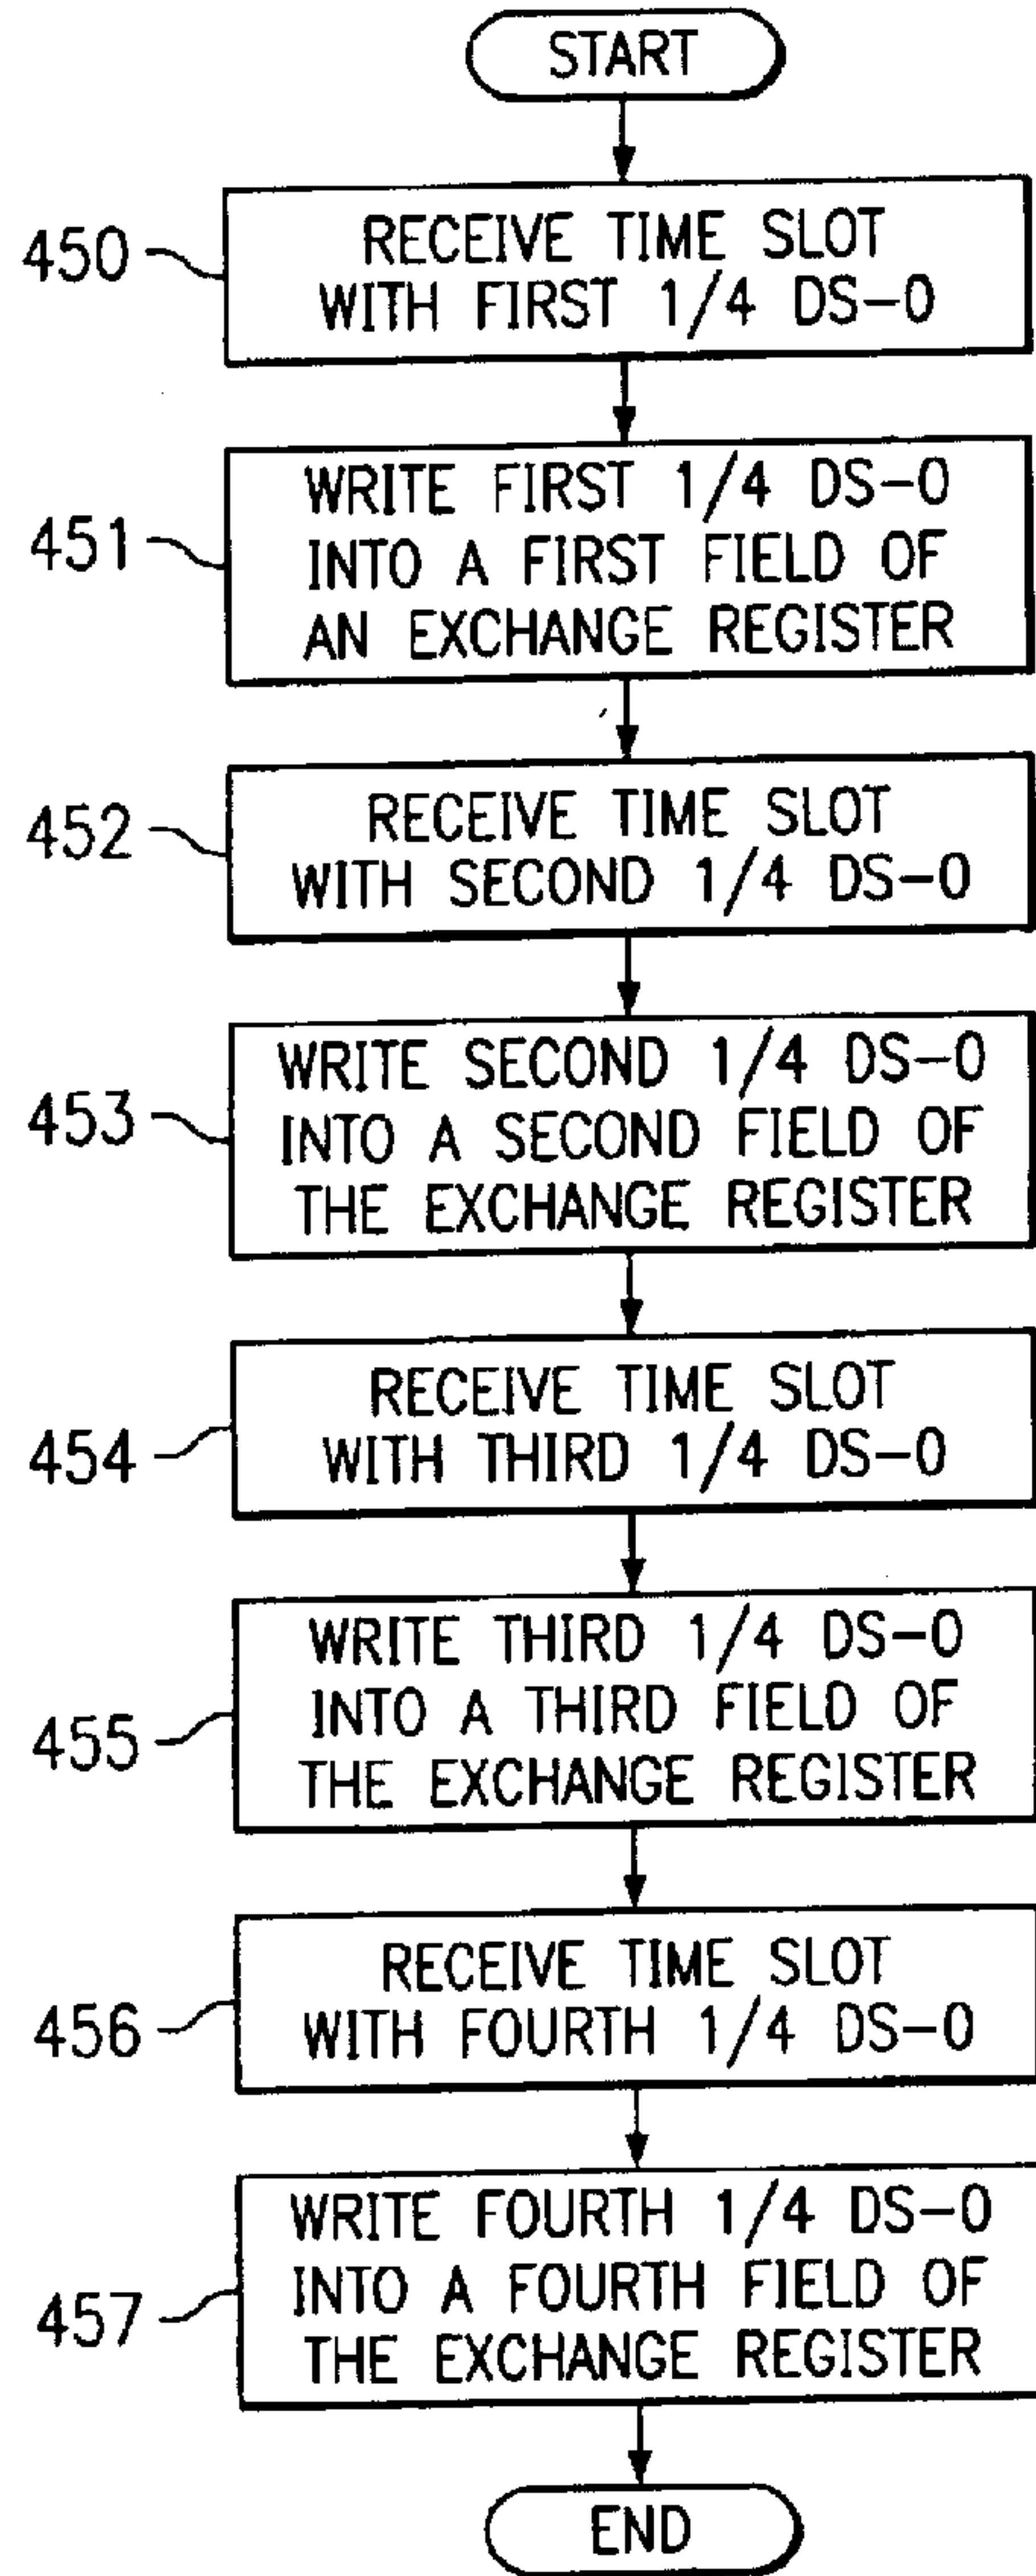 START
450
RECEIVE TIME SLOT
WITH FIRST 1/4 DS-0
451
WRITE FIRST 1/4 DS-0
INTO A FIRST FIELD OF
AN EXCHANGE REGISTER
452
RECEIVE TIME SLOT
WITH SECOND 1/4 DS-0
453
WRITE SECOND 1/4 DS-0
INTO A SECOND FIELD OF
THE EXCHANGE REGISTER
454
RECEIVE TIME SLOT
WITH THIRD 1/4 DS-0
455
WRITE THIRD 1/4 DS-0
INTO A THIRD FIELD OF
THE EXCHANGE REGISTER
456
RECEIVE TIME SLOT
WITH FOURTH 1/4 DS-0
457
WRITE FOURTH 1/4 DS-0
INTO A FOURTH FIELD OF
THE EXCHANGE REGISTER
END